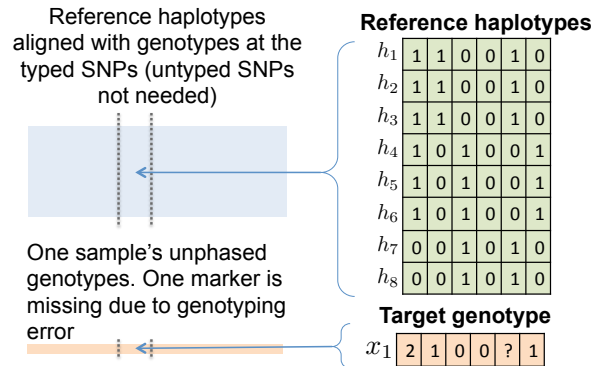 Reference haplotypes
aligned with genotypes at the
typed SNPs (untyped SNPs
not needed)
One sample's unphased
genotypes. One marker is
missing due to genotyping
error
Reference haplotypes
h1 1 1 0 0 1 0
h2 1 1 0 0 1 0
h3 1 1 0 0 1 0
h4 1 0 1 0 0 1
h5 1 0 1 0 0 1
h6 1 0 1 0 0 1
h7 0 0 1 0 1 0
h8 0 0 1 0 1 0
Target genotype
x1 2 1 0 0 ? 1